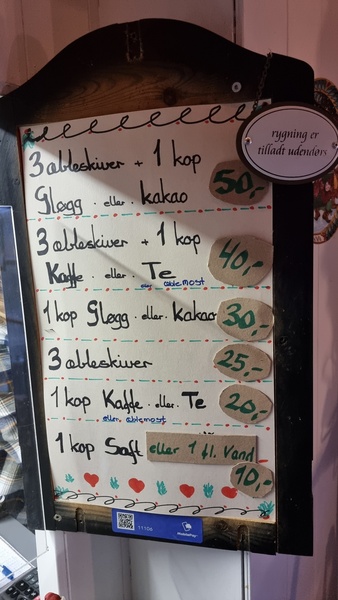 rygning er
tilladt udendørs
3 æbleskiver + 1 kop
Gløgg . eller . kakao
50,-
3 æbleskiver + 1 kop
Kaffe . eller . Te
eller æblemost
40,-
1 kop Gløgg . eller . kakao
30,-
3 æbleskiver
25,-
1 kop Kaffe . eller . Te
eller æblemost
20,-
1 kop Saft eller 1 fl. Vand
10,-
11106
MobilePay